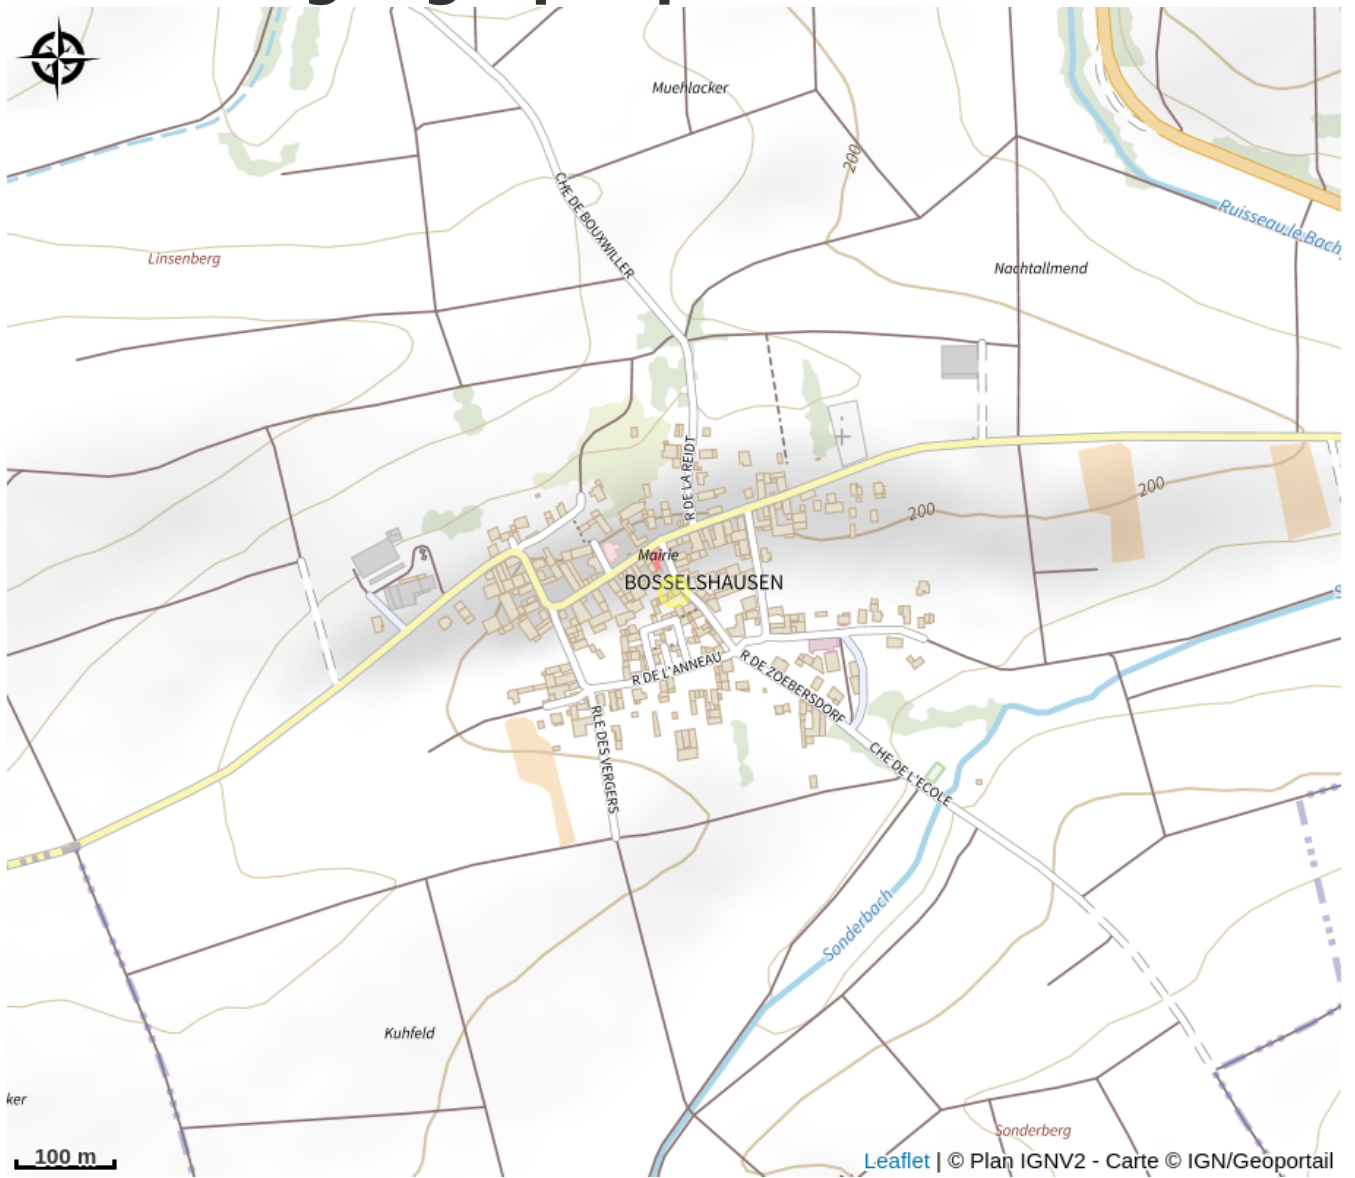 Muehlacker
200
CHE DE BOUXWILLER
Ruisseau le Bach
Linsenberg
Nachtallmend
R DE LA REIDT
200
200
Mairie
BOSSELSHAUSEN
R DE L'ANNEAU
R DE ZOEBERSDORF
RLE DES VERGERS
CHE DE L'ECOLE
Sonderbach
Kuhfeld
Sonderberg
100 m
Leaflet | © Plan IGNV2 - Carte © IGN/Geoportail